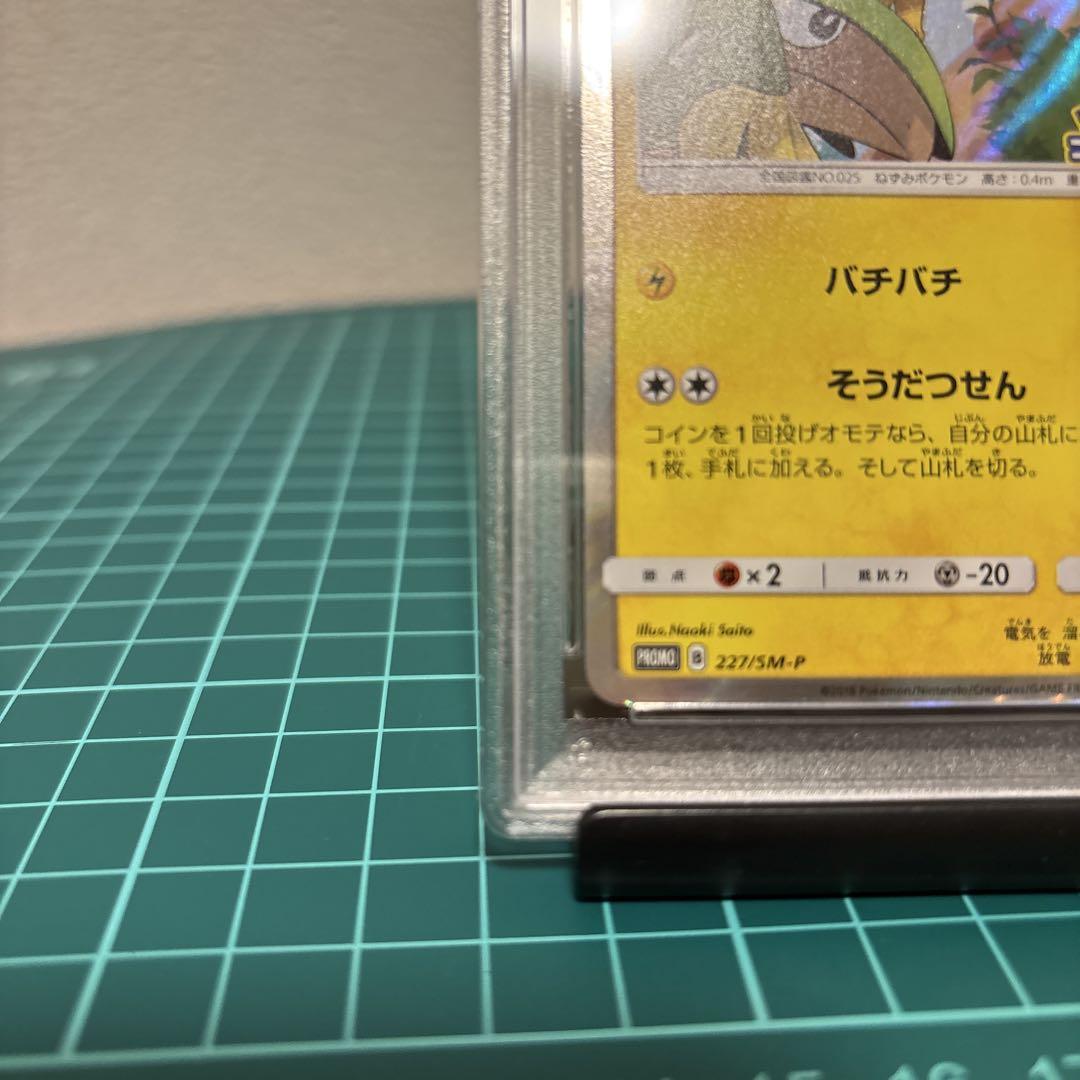 全国図鑑NO.025 ねずみポケモン 高さ：0.4m 重
バチバチ
そうだつせん
コインを1回投げオモテなら、自分の山札に
1枚、手札に加える。そして山札を切る。
弱点 ×2 抵抗力 -20
illus.Naoki Saito
電気を 溜
PROMO B 227/SM-P
放電
©2018 Pokémon/Nintendo/Creatures/GAME FR